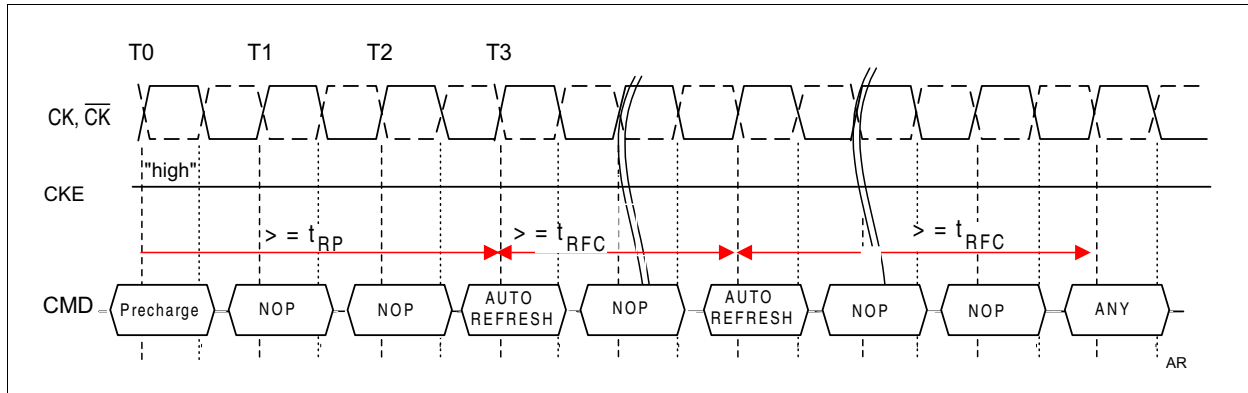 T0 T1 T2 T3
CK, C̅K̅
"high"
CKE
> = tRP > = tRFC > = tRFC
CMD Precharge NOP NOP AUTO REFRESH NOP AUTO REFRESH NOP NOP ANY
AR